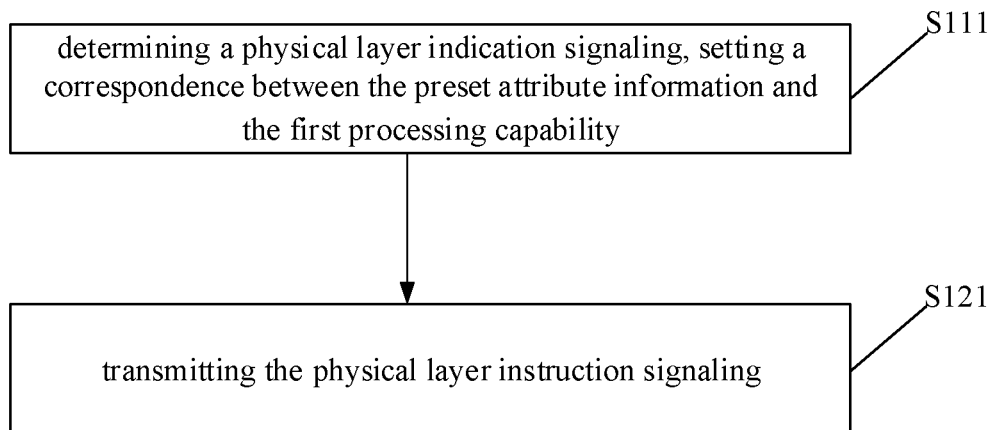 S111
determining a physical layer indication signaling, setting a
correspondence between the preset attribute information and
the first processing capability
S121
transmitting the physical layer instruction signaling